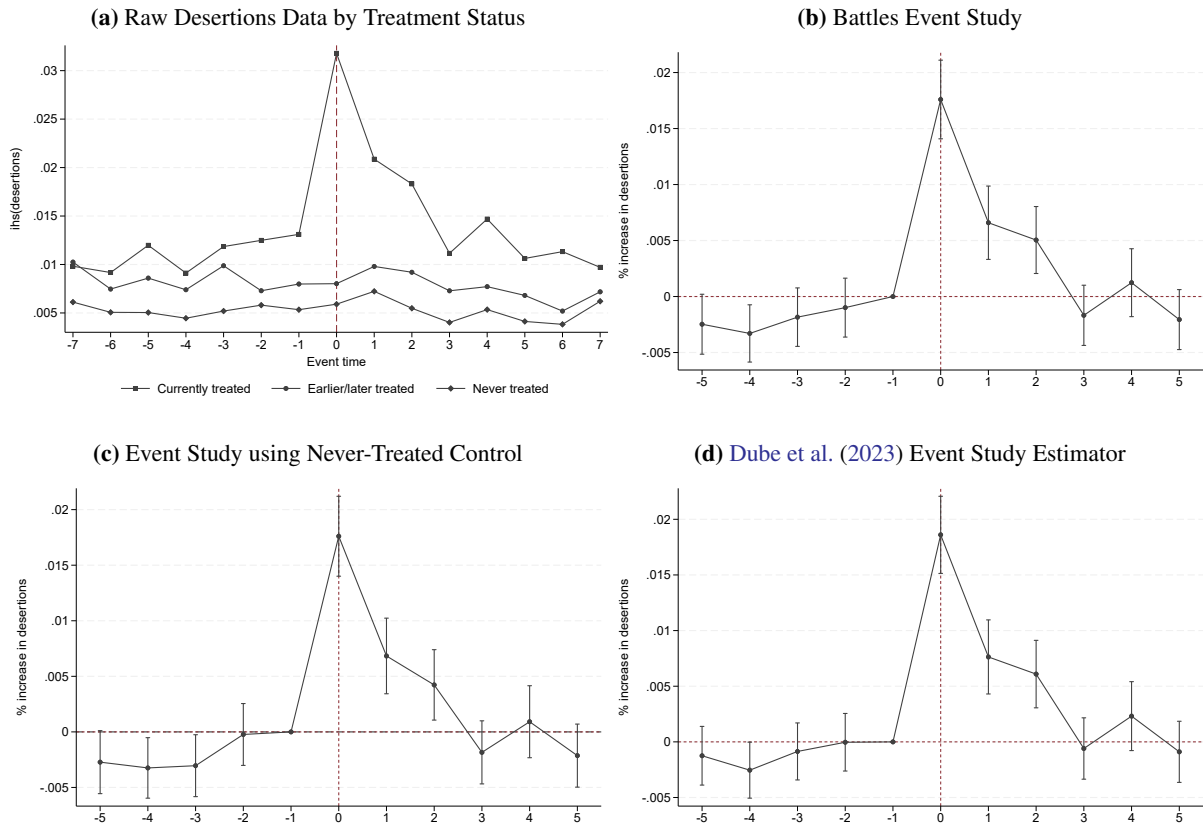 (a) Raw Desertions Data by Treatment Status
.03
.025
.02
.015
.01
.005
ihs(desertions)
-7 -6 -5 -4 -3 -2 -1 0 1 2 3 4 5 6 7
Event time
Currently treated Earlier/later treated Never treated
(b) Battles Event Study
.02
.015
.01
.005
0
-.005
% increase in desertions
-5 -4 -3 -2 -1 0 1 2 3 4 5
(c) Event Study using Never-Treated Control
.02
.015
.01
.005
0
-.005
% increase in desertions
-5 -4 -3 -2 -1 0 1 2 3 4 5
(d) Dube et al. (2023) Event Study Estimator
.02
.015
.01
.005
0
-.005
% increase in desertions
-5 -4 -3 -2 -1 0 1 2 3 4 5